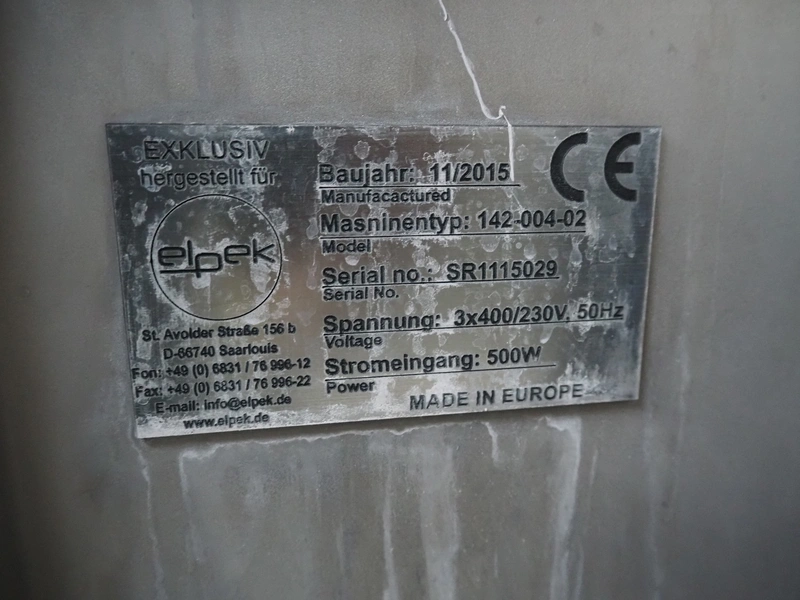 EXKLUSIV
hergestellt für
elpek
St. Avolder Straße 156 b
D-66740 Saarlouis
Fon: +49 (0) 6831 / 76 996-12
Fax: +49 (0) 6831 / 76 996-22
E-mail: info@elpek.de
www.elpek.de
Baujahr: 11/2015
Manufacactured
Masninentyp: 142-004-02
Model
Serial no.: SR1115029
Serial No.
Spannung: 3x400/230V. 50Hz
Voltage
Stromeingang: 500W
Power
MADE IN EUROPE
CE